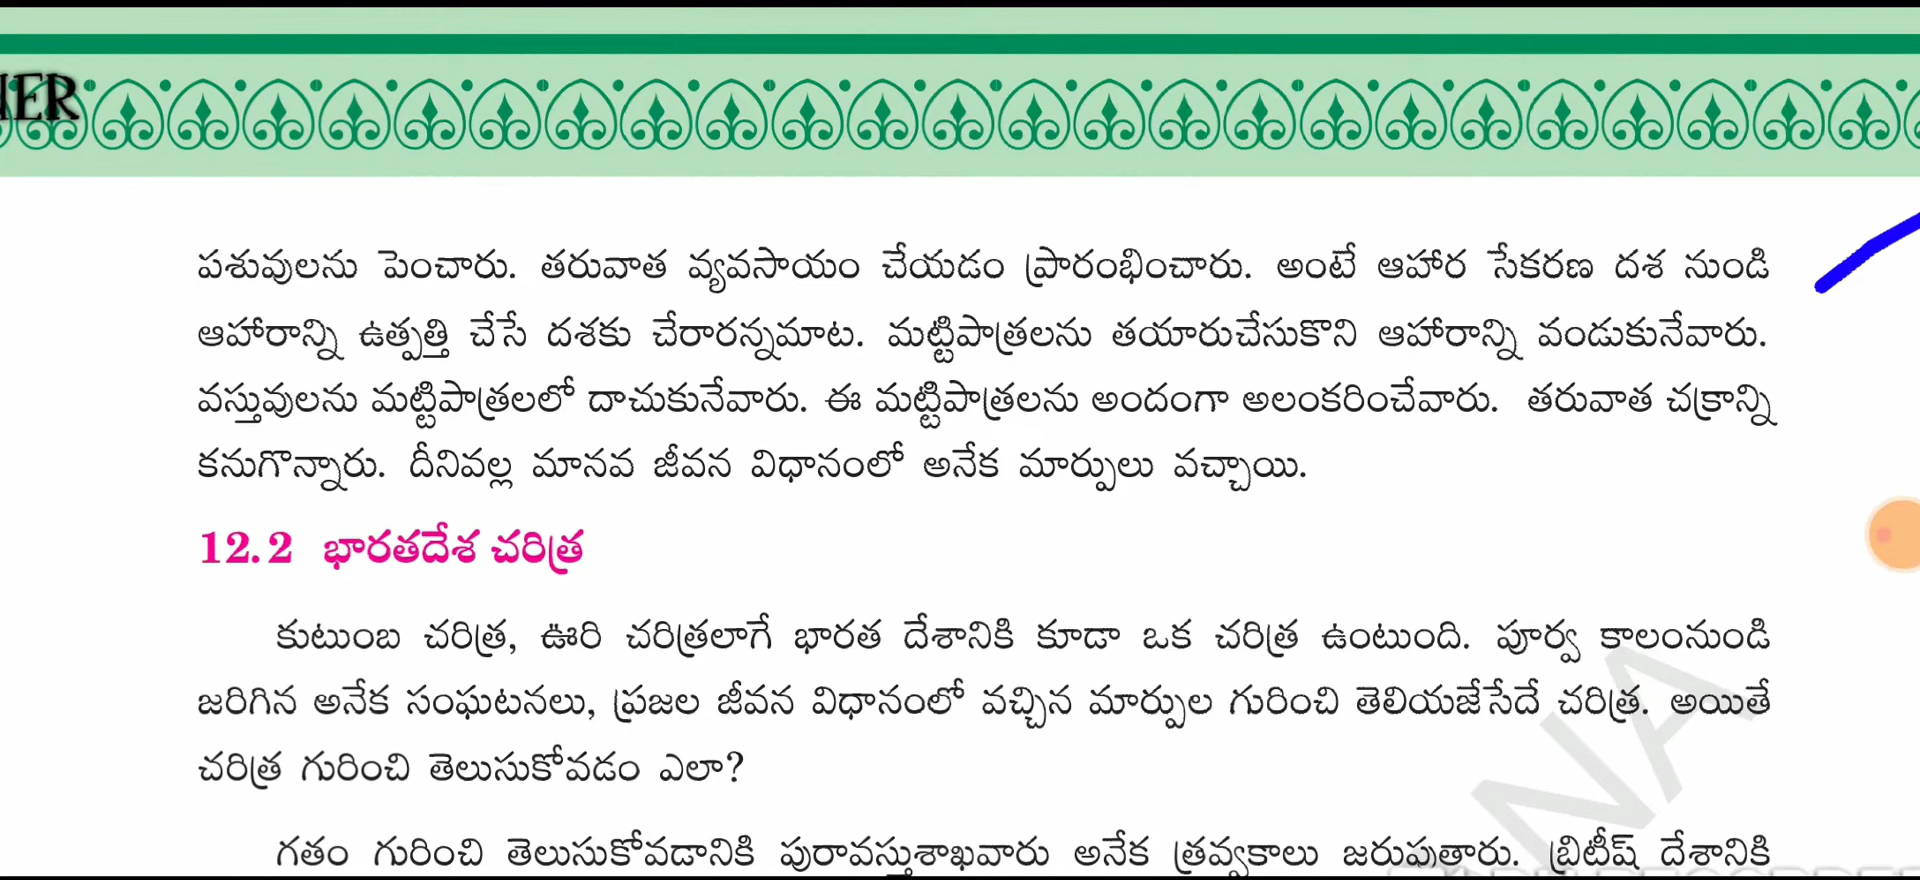 NER
పశువులను పెంచారు. తరువాత వ్యవసాయం చేయడం ప్రారంభించారు. అంటే ఆహార సేకరణ దశ నుండి
ఆహారాన్ని ఉత్పత్తి చేసే దశకు చేరారన్నమాట. మట్టిపాత్రలను తయారుచేసుకొని ఆహారాన్ని వండుకునేవారు.
వస్తువులను మట్టిపాత్రలలో దాచుకునేవారు. ఈ మట్టిపాత్రలను అందంగా అలంకరించేవారు. తరువాత చక్రాన్ని
కనుగొన్నారు. దీనివల్ల మానవ జీవన విధానంలో అనేక మార్పులు వచ్చాయి.
12.2 భారతదేశ చరిత్ర
కుటుంబ చరిత్ర, ఊరి చరిత్రలాగే భారత దేశానికి కూడా ఒక చరిత్ర ఉంటుంది. పూర్వ కాలంనుండి
జరిగిన అనేక సంఘటనలు, ప్రజల జీవన విధానంలో వచ్చిన మార్పుల గురించి తెలియజేసేదే చరిత్ర. అయితే
చరిత్ర గురించి తెలుసుకోవడం ఎలా?
గతం గురించి తెలుసుకోవడానికి పురావస్తుశాఖవారు అనేక త్రవ్వకాలు జరుపుతారు. బ్రిటీష్ దేశానికి